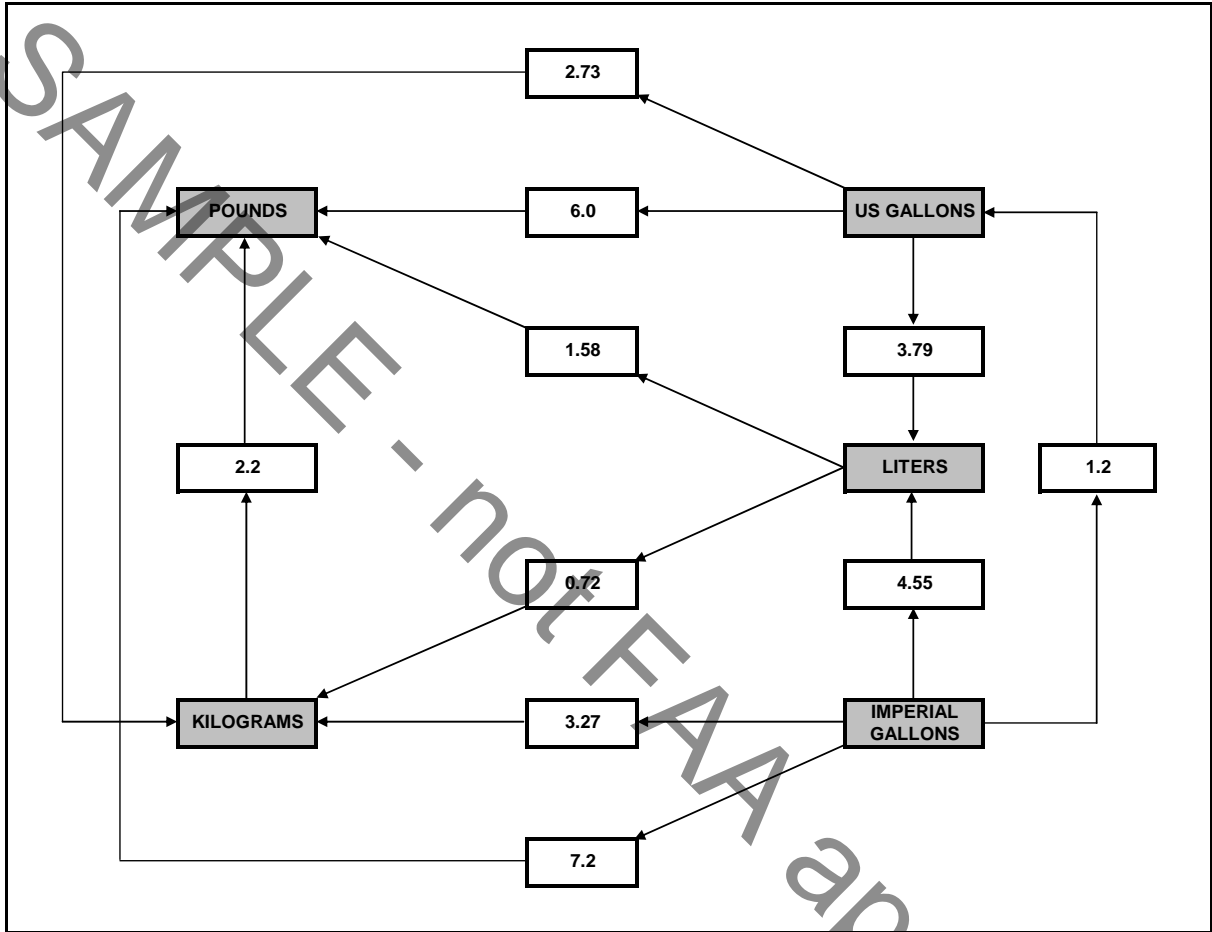 2.73
POUNDS
6.0
US GALLONS
1.58
3.79
2.2
LITERS
1.2
0.72
4.55
KILOGRAMS
3.27
IMPERIAL
GALLONS
7.2
SAMPLE - not FAA ap